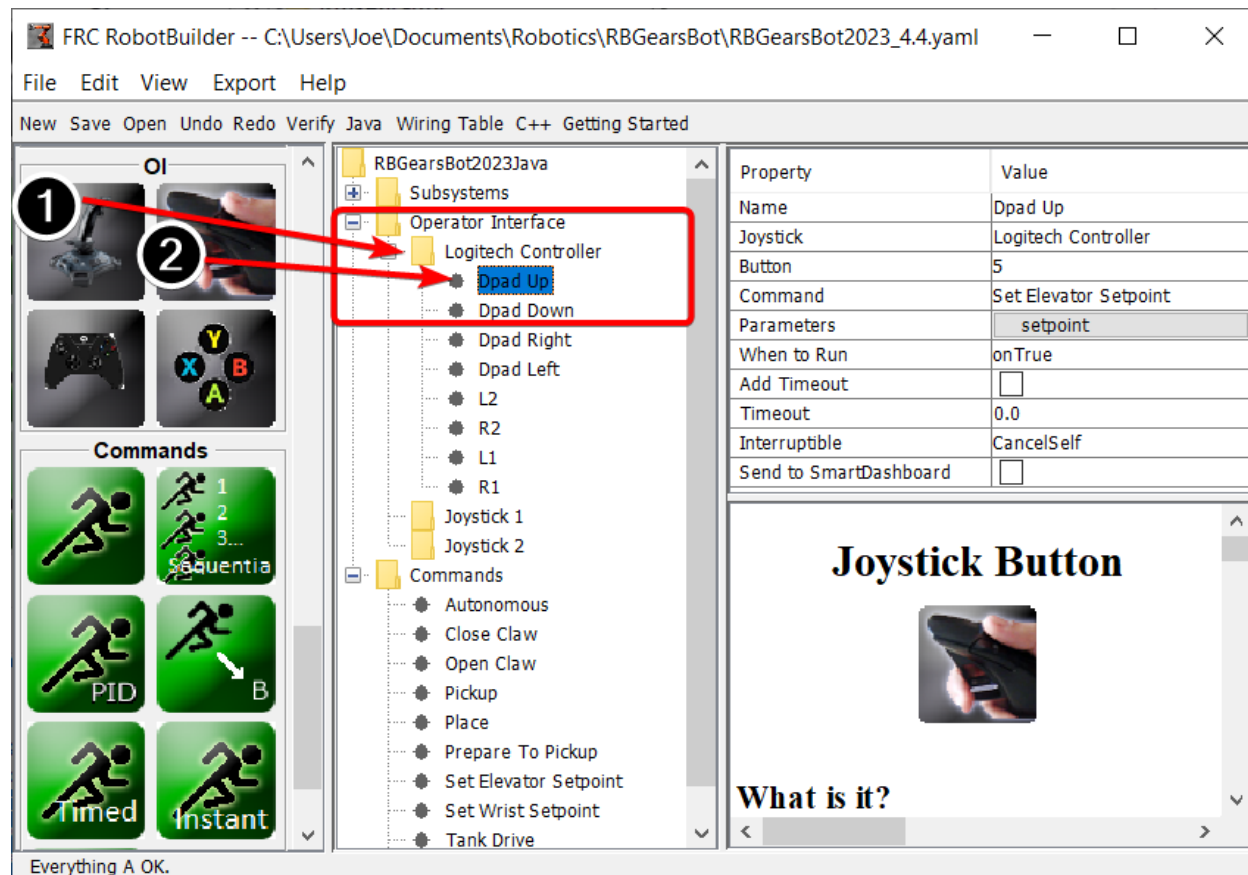 FRC RobotBuilder -- C:\Users\Joe\Documents\Robotics\RBGearsBot\RBGearsBot2023_4.4.yaml
File Edit View Export Help
New Save Open Undo Redo Verify Java Wiring Table C++ Getting Started
OI
1
2
Y
X B
A
Commands
1
2
3...
Sequentia
PID
B
Timed
Instant
RBGearsBot2023Java
Subsystems
Operator Interface
Logitech Controller
Dpad Up
Dpad Down
Dpad Right
Dpad Left
L2
R2
L1
R1
Joystick 1
Joystick 2
Commands
Autonomous
Close Claw
Open Claw
Pickup
Place
Prepare To Pickup
Set Elevator Setpoint
Set Wrist Setpoint
Tank Drive
Property Value
Name Dpad Up
Joystick Logitech Controller
Button 5
Command Set Elevator Setpoint
Parameters setpoint
When to Run onTrue
Add Timeout
Timeout 0.0
Interruptible CancelSelf
Send to SmartDashboard
Joystick Button
What is it?
Everything A OK.